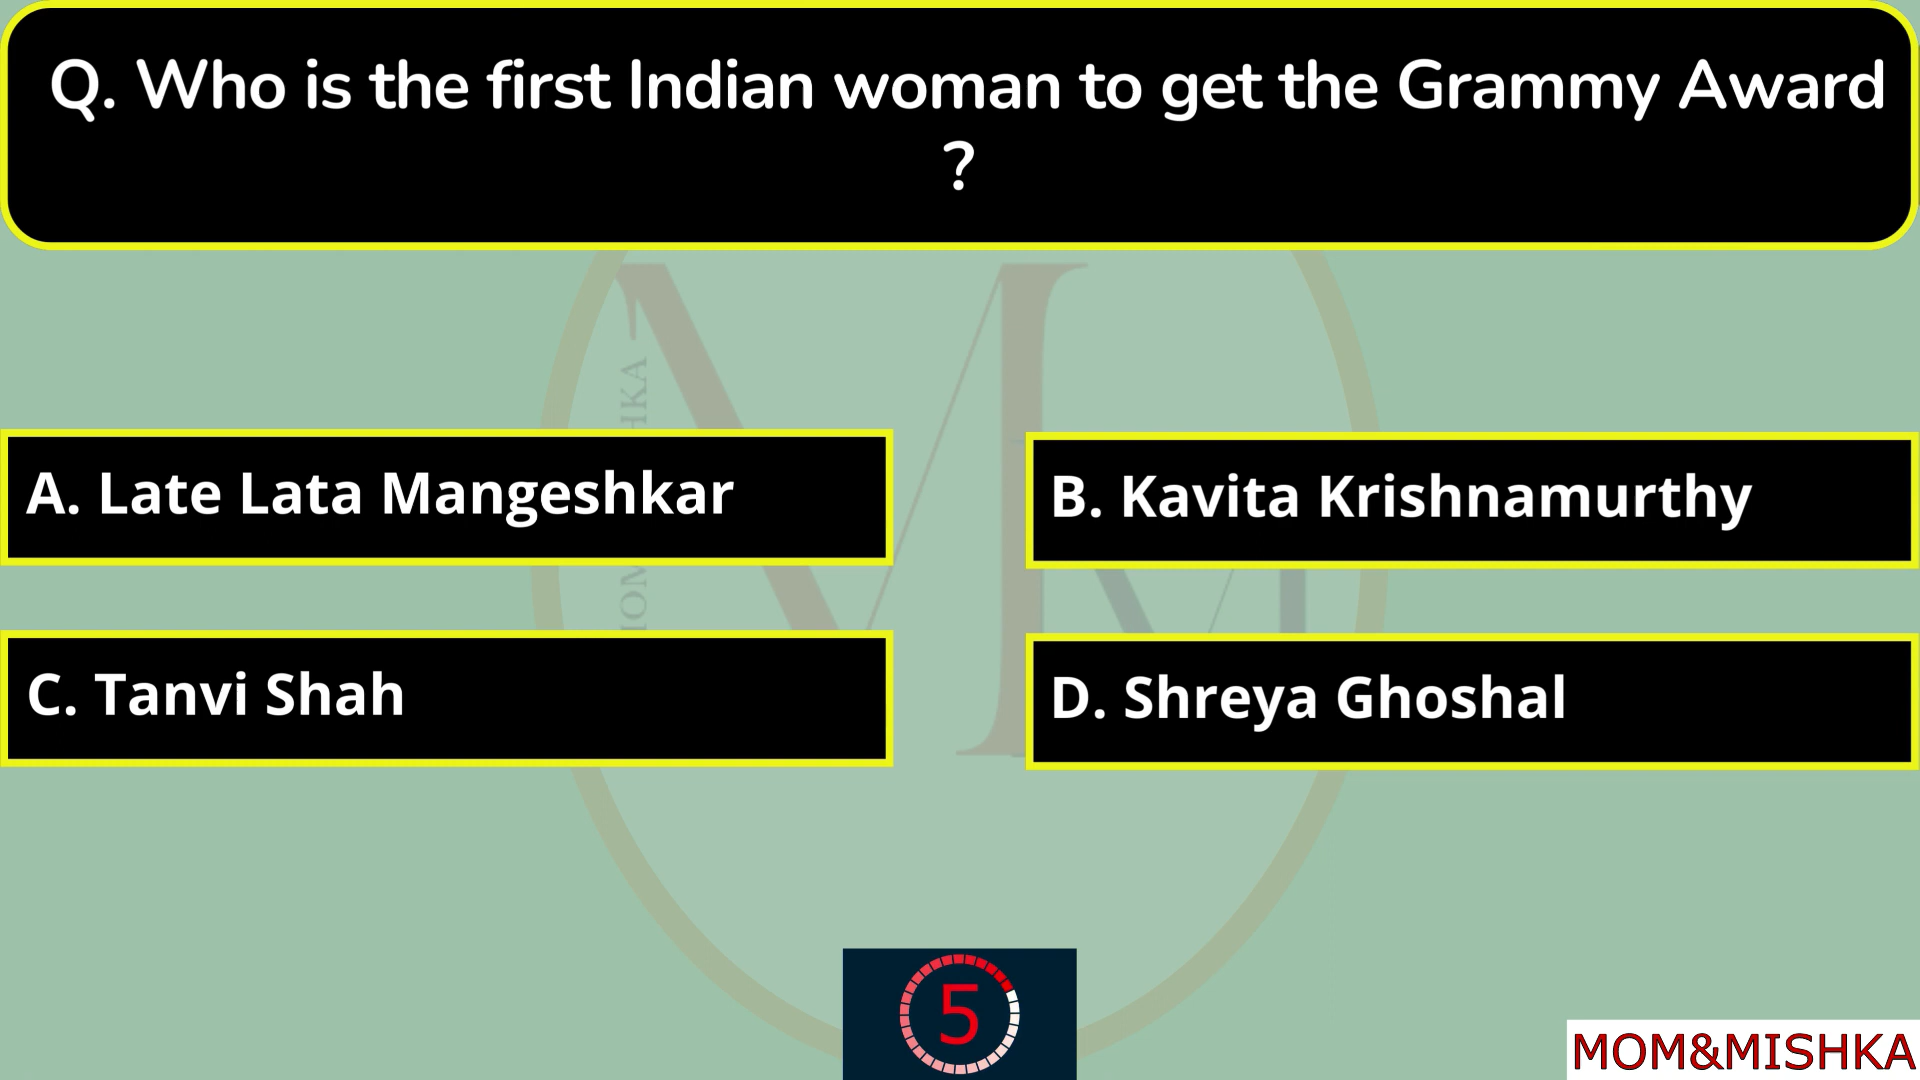 Q. Who is the first Indian woman to get the Grammy Award
?
A. Late Lata Mangeshkar
B. Kavita Krishnamurthy
C. Tanvi Shah
D. Shreya Ghoshal
5
MOM&MISHKA